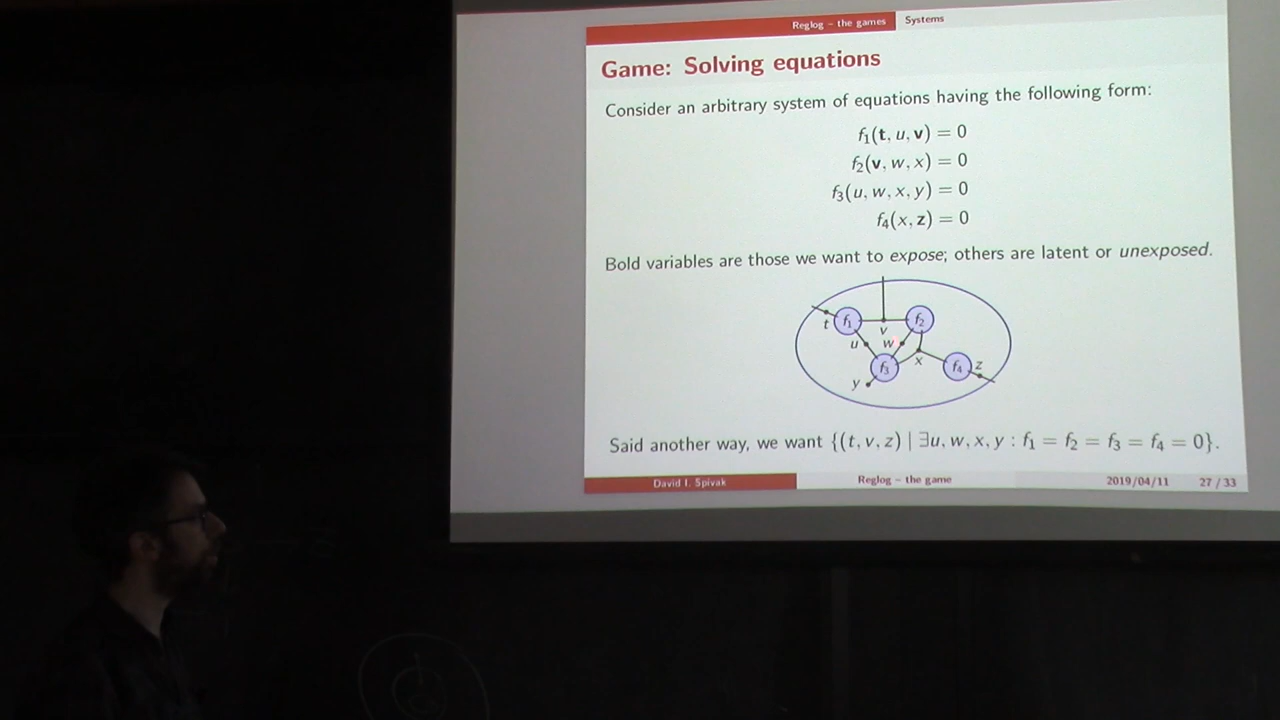 Reglog – the games Systems
Game: Solving equations
Consider an arbitrary system of equations having the following form:
f₁(t, u, v) = 0
f₂(v, w, x) = 0
f₃(u, w, x, y) = 0
f₄(x, z) = 0
Bold variables are those we want to expose; others are latent or unexposed.
t f₁ v f₂
u w
y f₃ x f₄ z
Said another way, we want {(t, v, z) | ∃u, w, x, y : f₁ = f₂ = f₃ = f₄ = 0}.
David I. Spivak Reglog – the game 2019/04/11 27 / 33